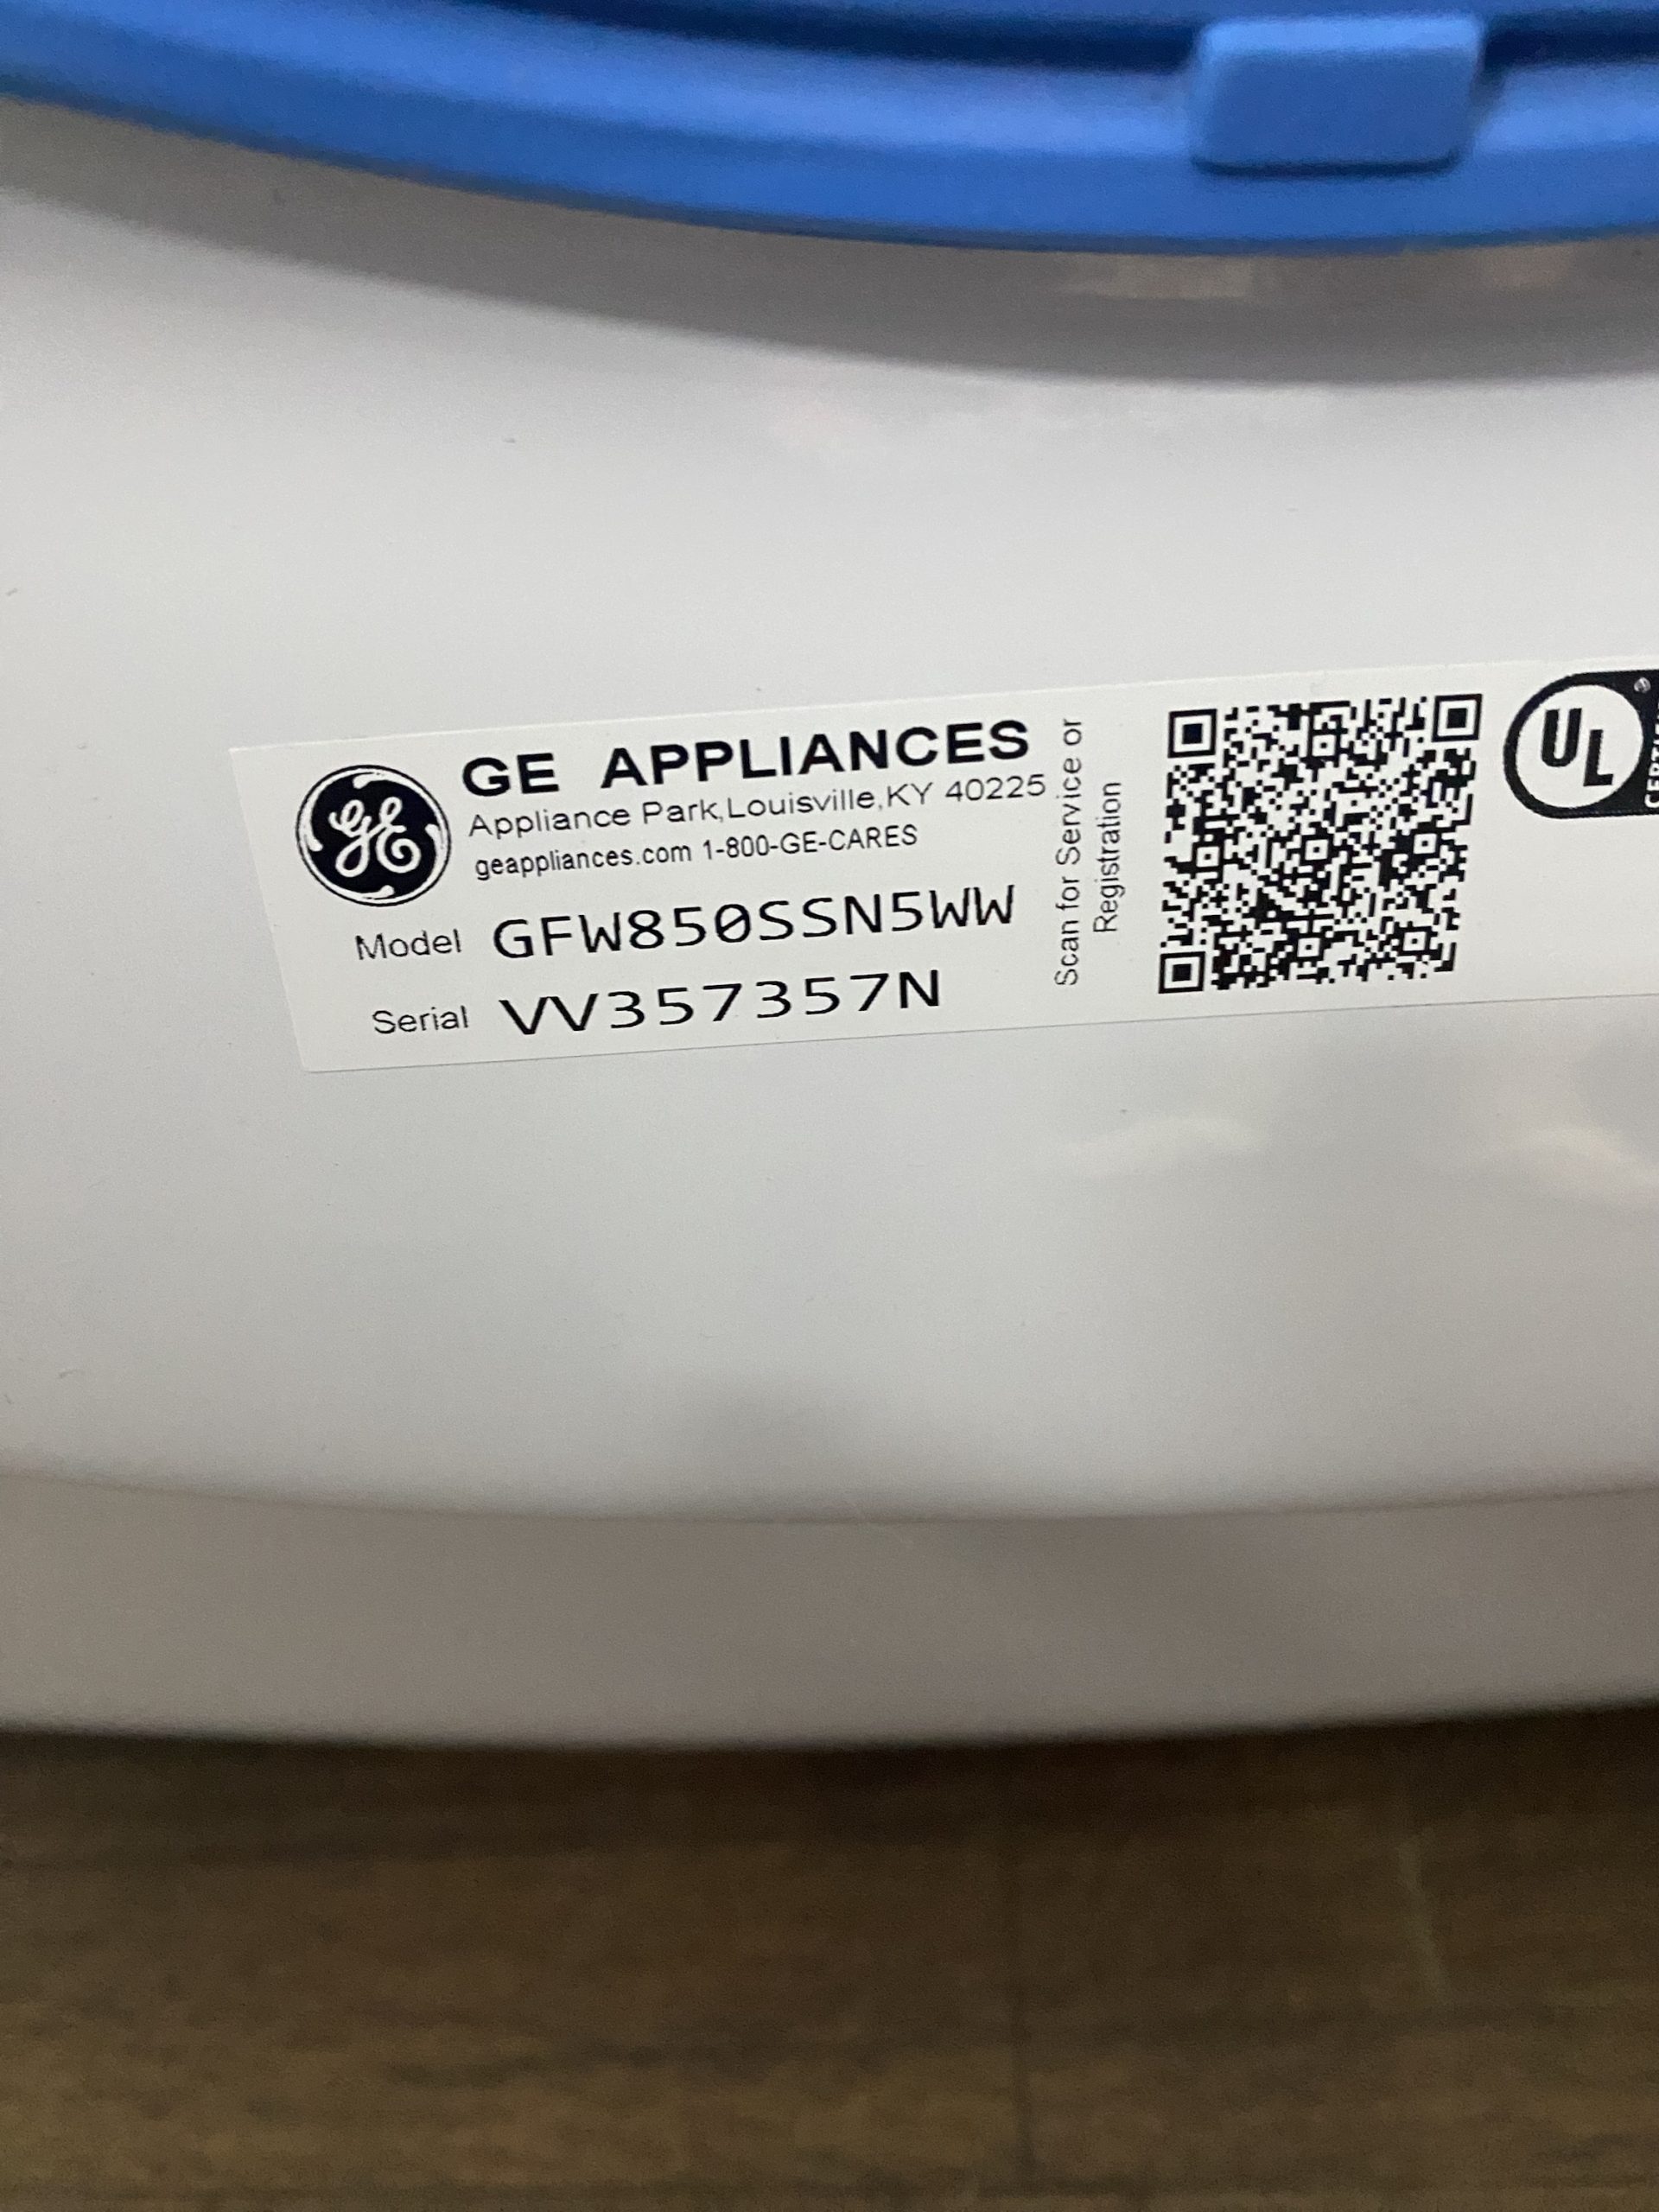 GE APPLIANCES
Appliance Park, Louisville, KY 40225
geappliances.com 1-800-GE-CARES
Model GFW850SSN5WW
Serial VV357357N
Scan for Service or
Registration
GE
UL